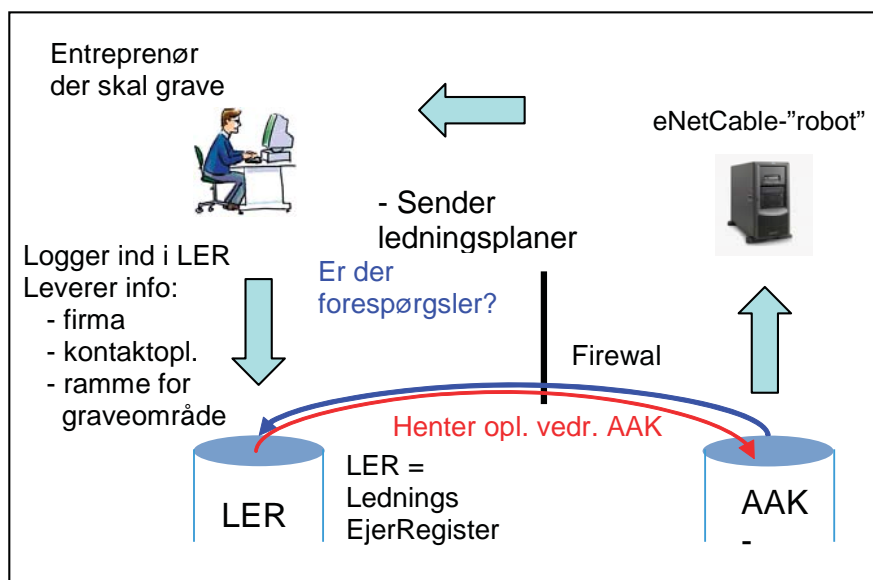 Entreprenør
der skal grave
eNetCable-”robot”
- Sender
ledningsplaner
Logger ind i LER
Leverer info:
- firma
- kontaktopl.
- ramme for
graveområde
Er der
forespørgsler?
Firewal
Henter opl. vedr. AAK
LER
LER =
Lednings
EjerRegister
AAK
-